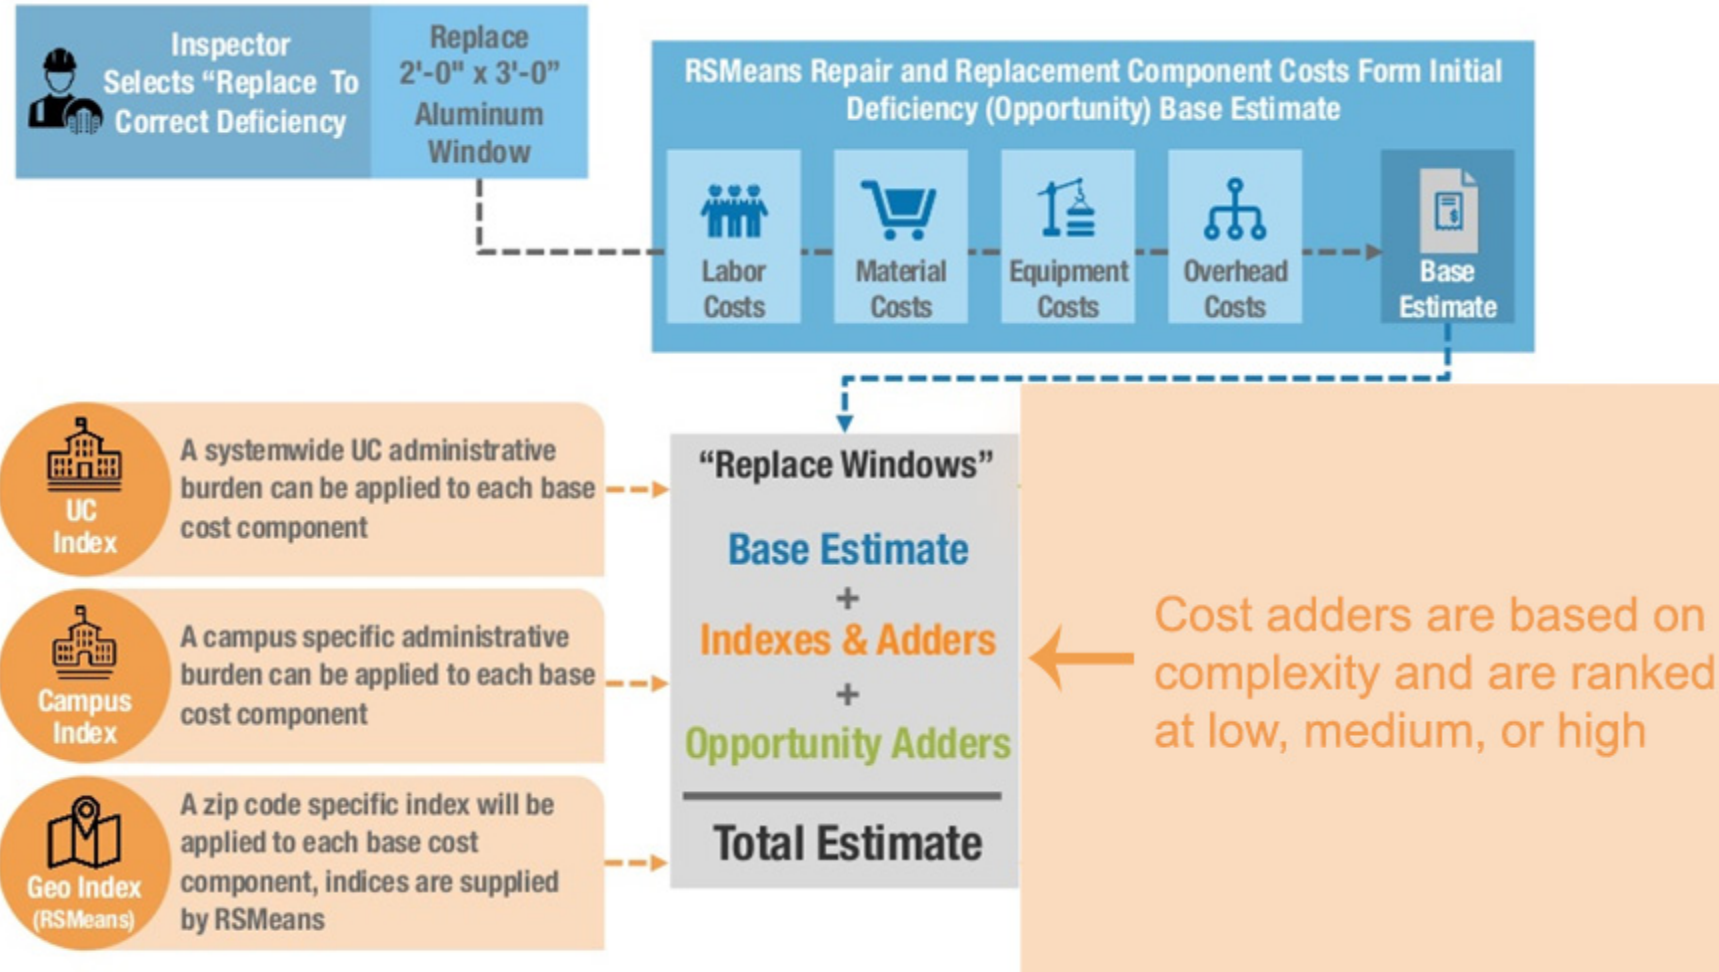 Inspector
Selects “Replace To
Correct Deficiency
Replace
2'-0" x 3'-0”
Aluminum
Window
RSMeans Repair and Replacement Component Costs Form Initial
Deficiency (Opportunity) Base Estimate
Labor
Costs
Material
Costs
Equipment
Costs
Overhead
Costs
$
Base
Estimate
UC
Index
A systemwide UC administrative
burden can be applied to each base
cost component
Campus
Index
A campus specific administrative
burden can be applied to each base
cost component
Geo Index
(RSMeans)
A zip code specific index will be
applied to each base cost
component, indices are supplied
by RSMeans
“Replace Windows”
Base Estimate
+
Indexes & Adders
+
Opportunity Adders
Total Estimate
Cost adders are based on
complexity and are ranked
at low, medium, or high